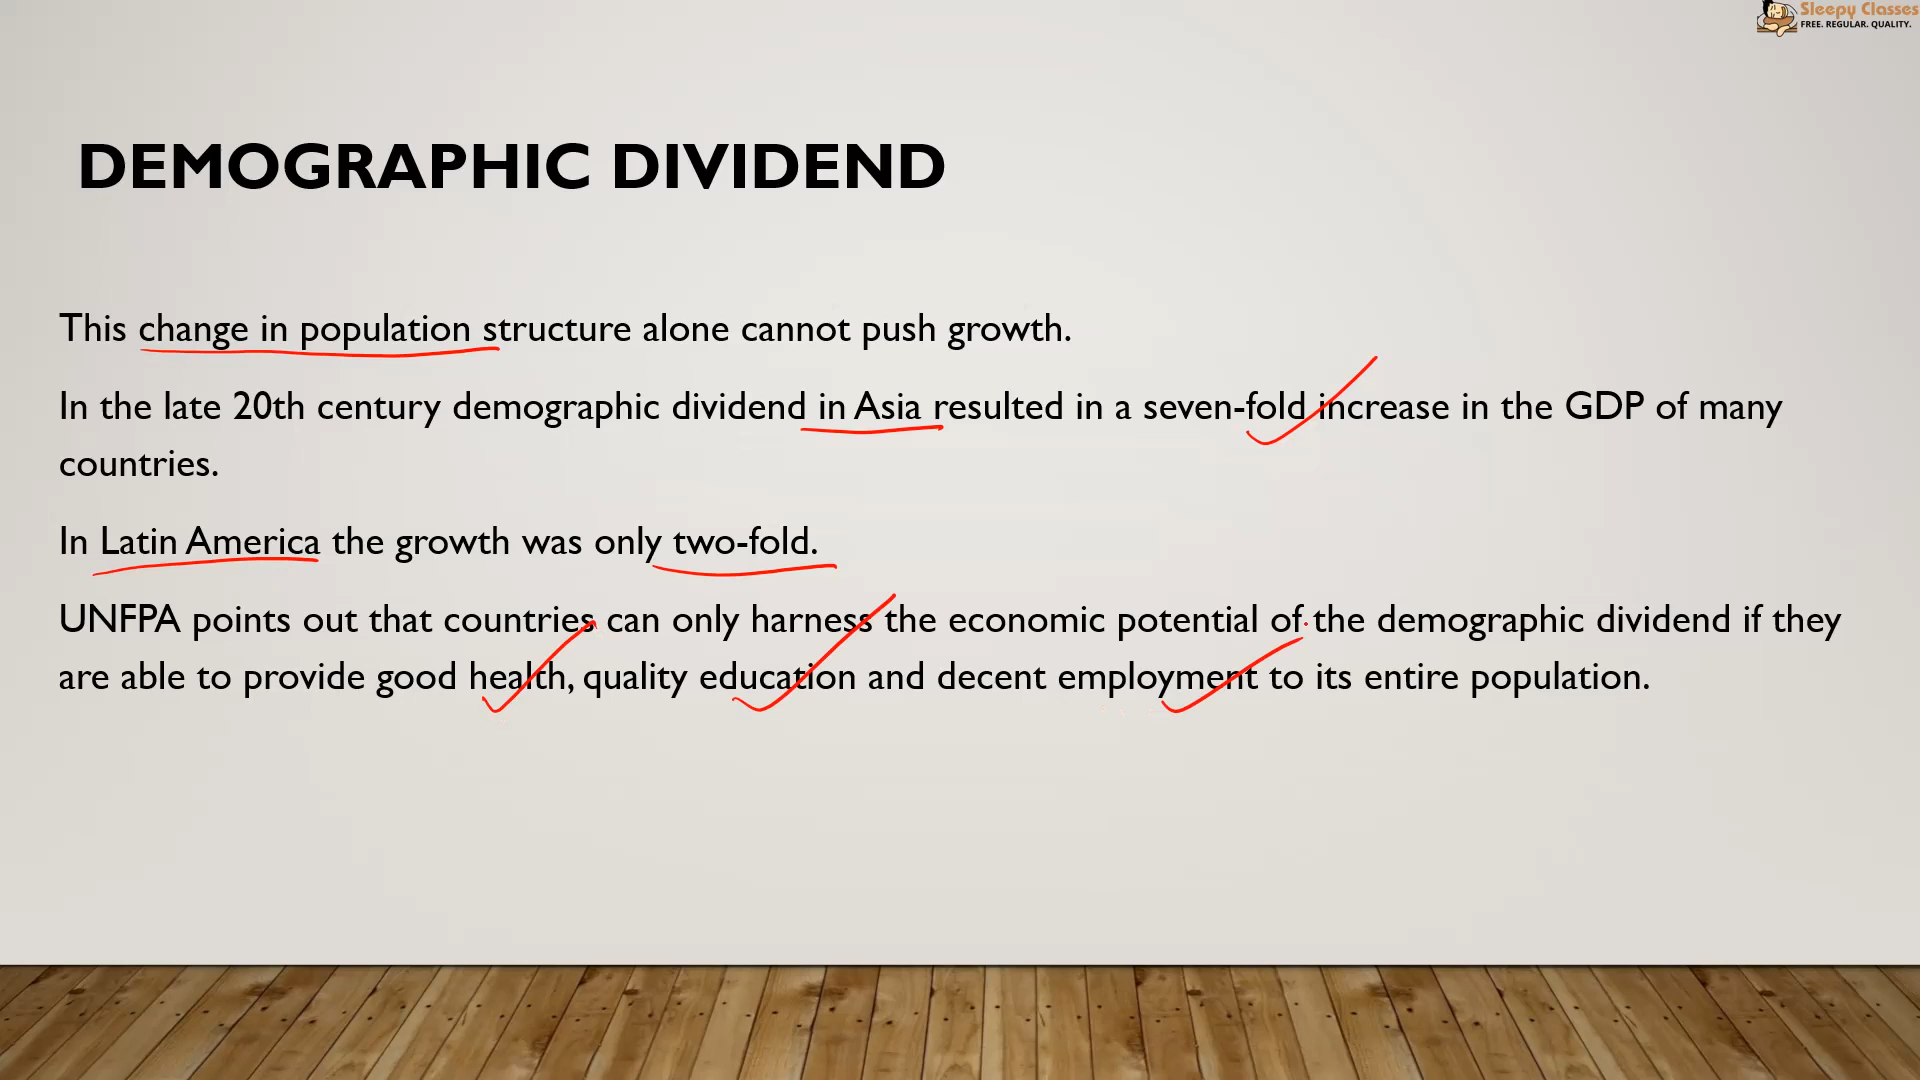 Sleepy Classes
FREE. REGULAR. QUALITY.
DEMOGRAPHIC DIVIDEND
This change in population structure alone cannot push growth.
In the late 20th century demographic dividend in Asia resulted in a seven-fold increase in the GDP of many
countries.
In Latin America the growth was only two-fold.
UNFPA points out that countries can only harness the economic potential of the demographic dividend if they
are able to provide good health, quality education and decent employment to its entire population.